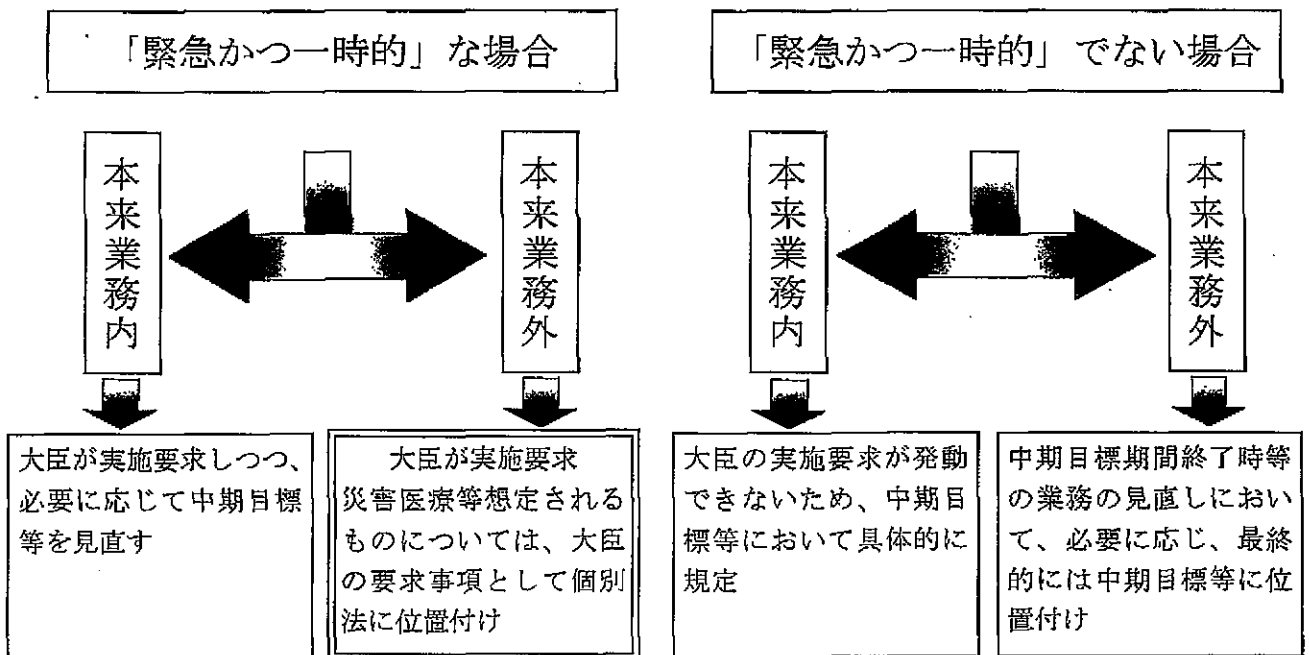 「緊急かつ一時的」な場合
「緊急かつ一時的」でない場合
本来業務内
本来業務外
本来業務内
本来業務外
大臣が実施要求しつつ、
必要に応じて中期目標
等を見直す
大臣が実施要求
災害医療等想定される
ものについては、大臣
の要求事項として個別
法に位置付け
大臣の実施要求が発動
できないため、中期目
標等において具体的に
規定
中期目標期間終了時等
の業務の見直しにおい
て、必要に応じ、最終
的には中期目標等に位
置付け